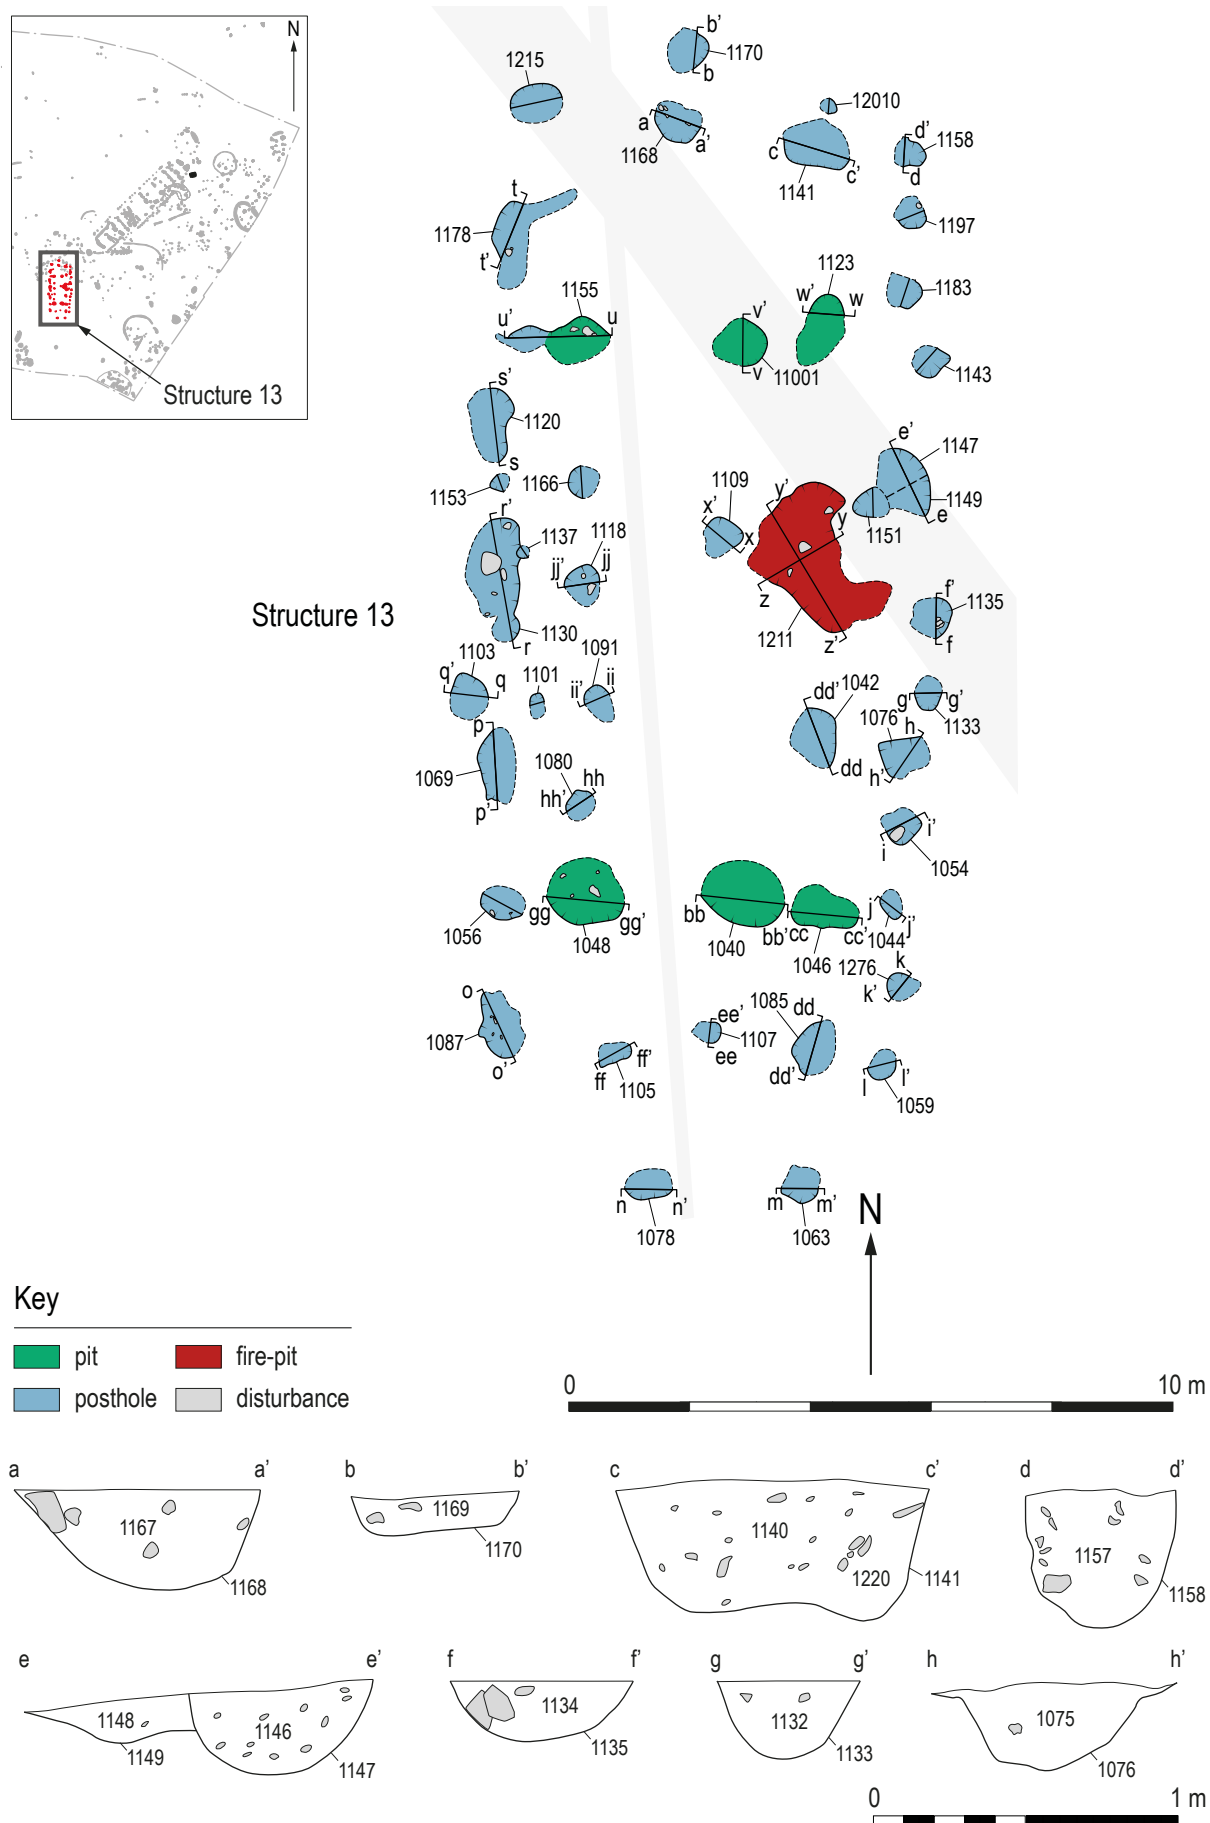 N
Structure 13
b'
1170
b
1215
12010
a
a'
1168
c
c'
1141
d'
1158
d
1197
t
1178
t'
1123
1183
1155
w'
w
u'
u
v'
v
11001
1143
s'
1120
s
e'
1147
1153
1166
1109
y'
1149
e
r'
x'
x
y
1151
1137
1118
jj'
jj
z
f'
1135
Structure 13
f
1130
r
1211
z'
1103
1091
q'
q
1101
ii'
ii
dd'
1042
g
g'
1133
p
1076
h
1069
1080
hh
dd
h'
hh'
p'
i'
i
1054
gg
bb
j
1056
1048
gg'
1040
bb'
cc
cc'
1044
j'
1046
1276
k
o
k'
1085
dd
ee'
1087
1107
ff'
ee
o'
ff
1105
dd'
l
l'
1059
n
n'
m
m'
1078
1063
N
Key
pit
fire-pit
posthole
disturbance
0
10 m
a
a'
b
b'
c
c'
d
d'
1167
1168
1169
1170
1140
1220
1141
1157
1158
e
e'
f
f'
g
g'
h
h'
1148
1149
1146
1147
1134
1135
1132
1133
1075
1076
0
1 m